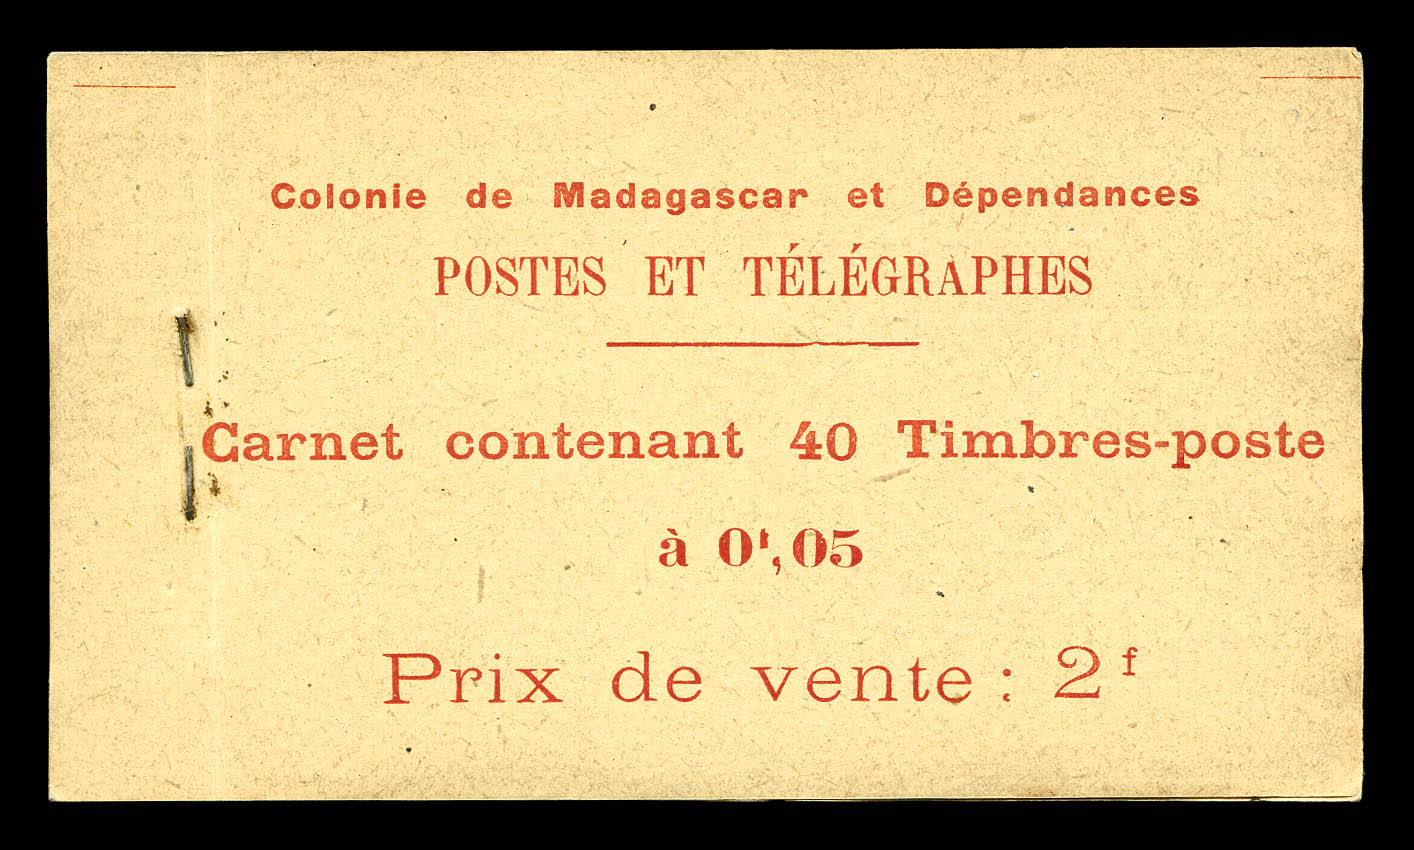 Colonie de Madagascar et Dépendances
POSTES ET TÉLÉGRAPHES
Carnet contenant 40 Timbres-poste
à 0ᶠ,05
Prix de vente : 2ᶠ